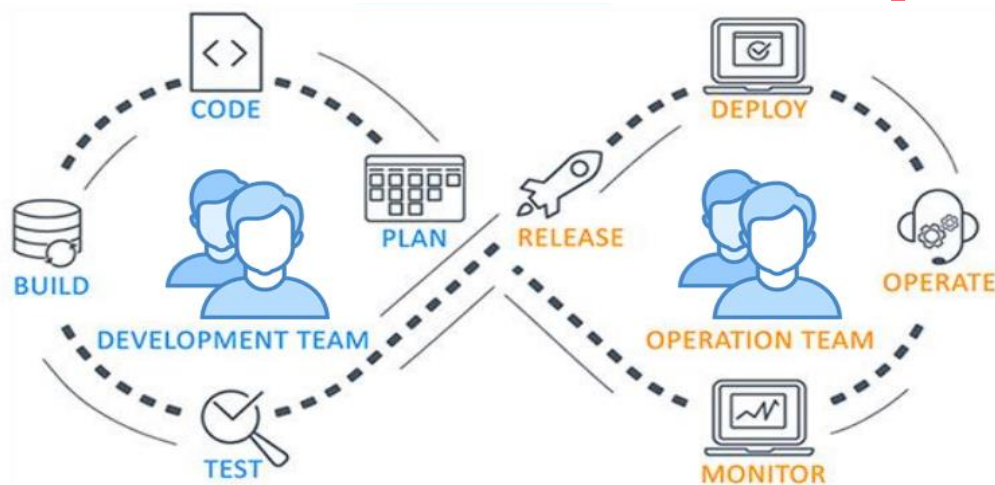 CODE
DEPLOY
PLAN
RELEASE
BUILD
OPERATE
DEVELOPMENT TEAM
OPERATION TEAM
TEST
MONITOR